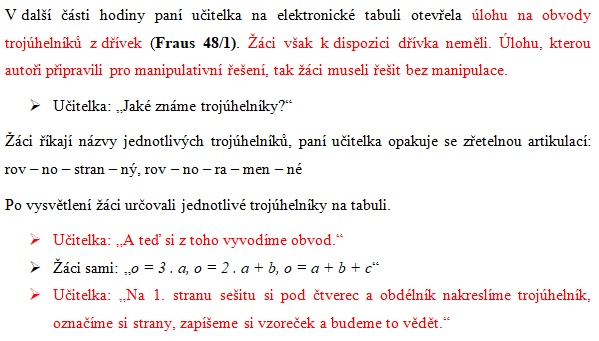 V další části hodiny paní učitelka na elektronické tabuli otevřela úlohu na obvody
trojúhelníků z dřívek (Fraus 48/1). Žáci však k dispozici dřívka neměli. Úlohu, kterou
autoři připravili pro manipulativní řešení, tak žáci museli řešit bez manipulace.
➢ Učitelka: „Jaké známe trojúhelníky?“
Žáci říkají názvy jednotlivých trojúhelníků, paní učitelka opakuje se zřetelnou artikulací:
rov – no – stran – ný, rov – no – ra – men – né
Po vysvětlení žáci určovali jednotlivé trojúhelníky na tabuli.
➢ Učitelka: „A teď si z toho vyvodíme obvod.“
➢ Žáci sami: „o = 3 . a, o = 2 . a + b, o = a + b + c“
➢ Učitelka: „Na 1. stranu sešitu si pod čtverec a obdélník nakreslíme trojúhelník,
označíme si strany, zapíšeme si vzoreček a budeme to vědět.“